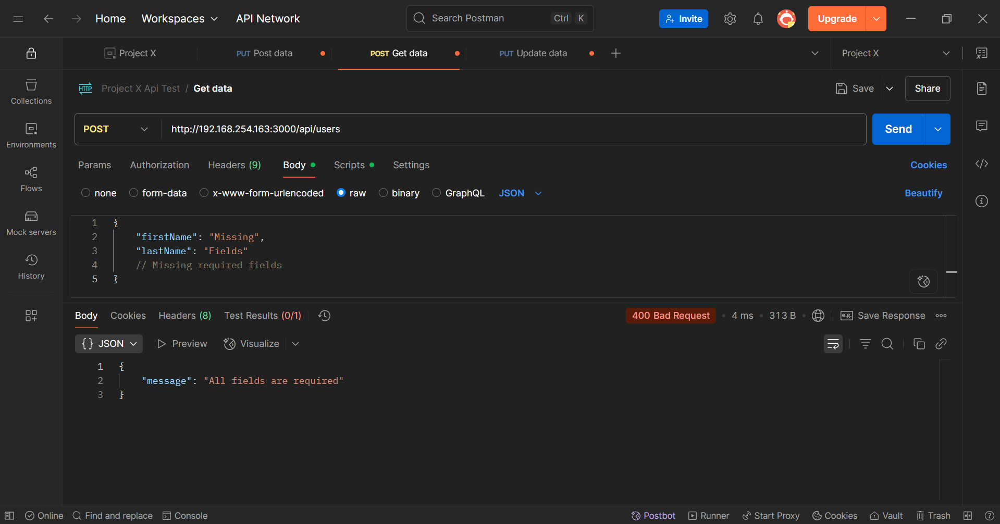 Home Workspaces API Network Search Postman Ctrl K Invite Upgrade
Project X PUT Post data POST Get data PUT Update data Project X
HTTP Project X Api Test / Get data Save Share
POST http://192.168.254.163:3000/api/users Send
Params Authorization Headers (9) Body Scripts Settings Cookies
none form-data x-www-form-urlencoded raw binary GraphQL JSON Beautify
Collections
Environments
Flows
Mock servers
History
1 {
2 "firstName": "Missing",
3 "lastName": "Fields"
4 // Missing required fields
5 }
Body Cookies Headers (8) Test Results (0/1) 400 Bad Request 4 ms 313 B e.g. Save Response
{} JSON Preview Visualize
1 {
2 "message": "All fields are required"
3 }
Online Find and replace Console Postbot Runner Start Proxy Cookies Vault Trash